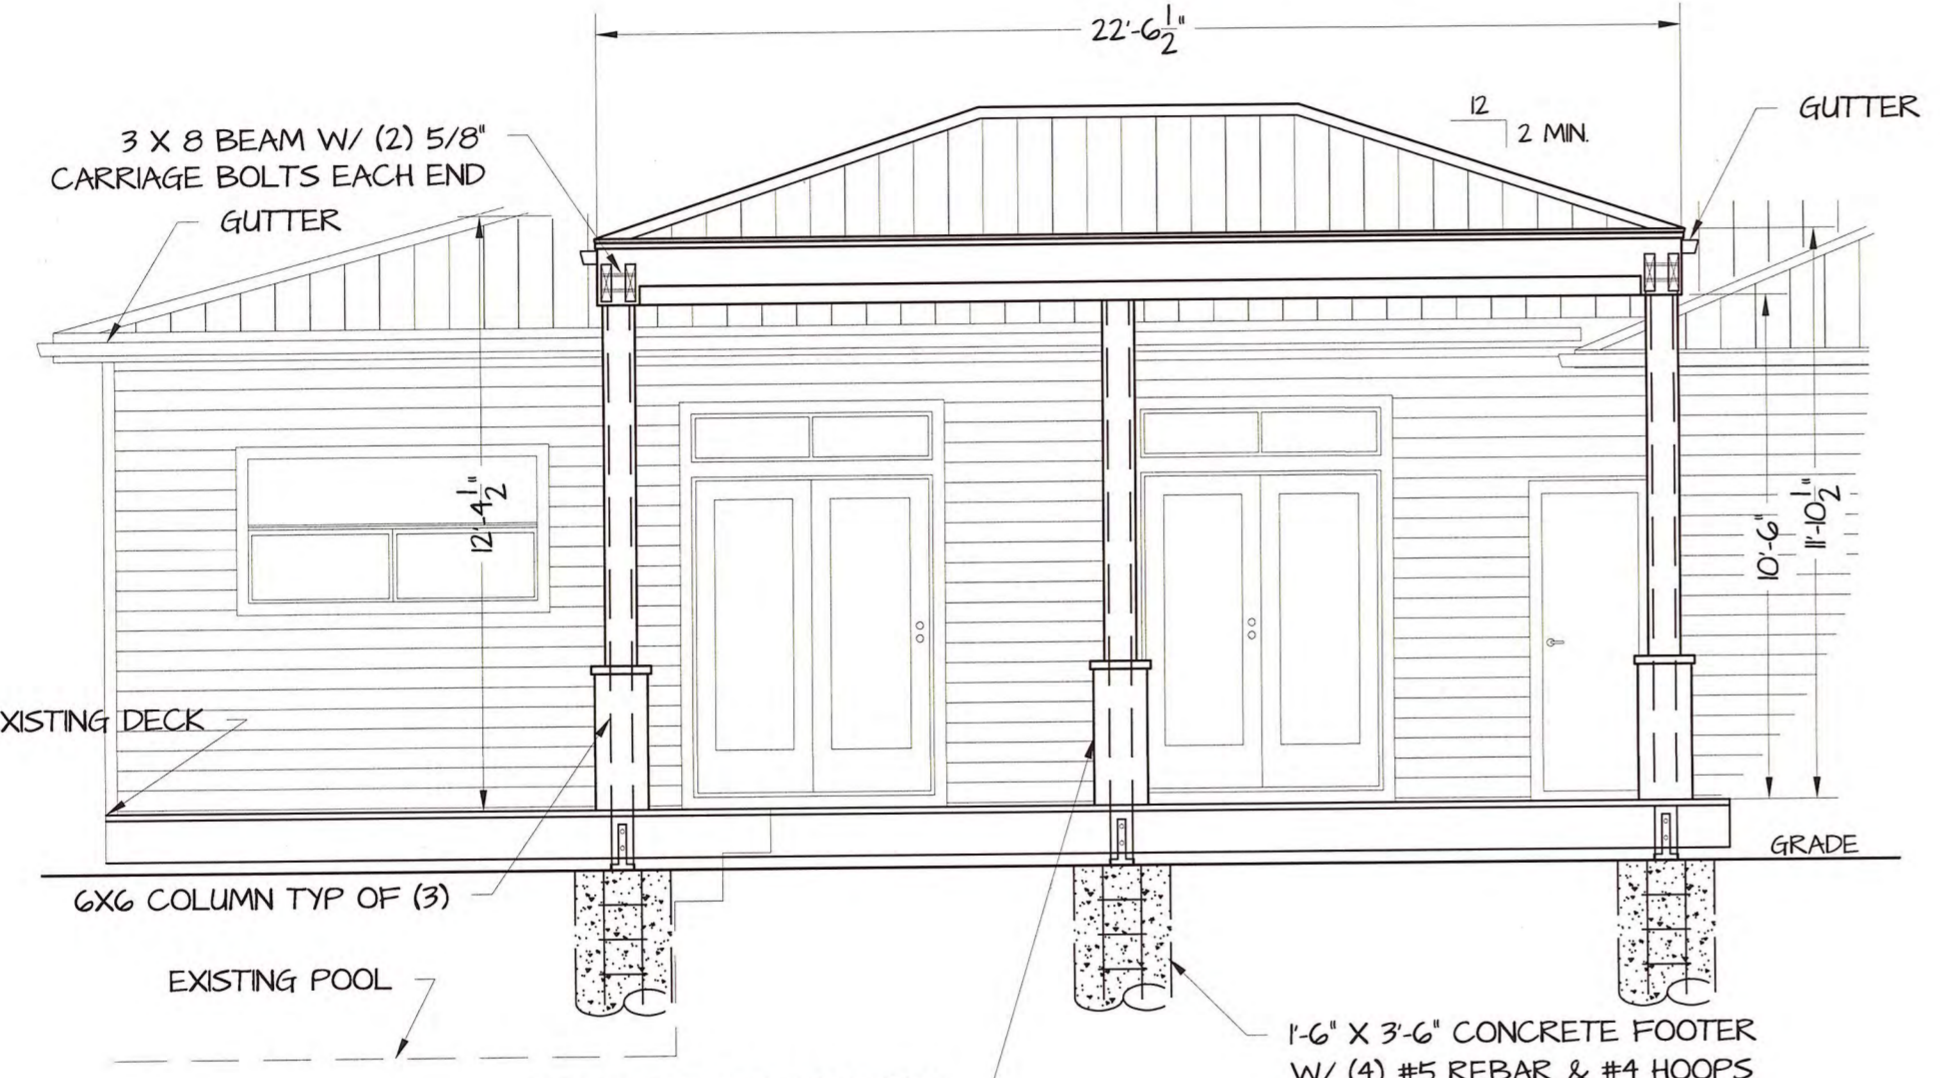 22'-6 1/2"
3 X 8 BEAM W/ (2) 5/8"
CARRIAGE BOLTS EACH END
GUTTER
12
2 MIN.
GUTTER
12'-4 1/2"
10'-6"
11'-10 1/2"
XISTING DECK
GRADE
6X6 COLUMN TYP OF (3)
EXISTING POOL
1'-6" X 3'-6" CONCRETE FOOTER
W/ (4) #5 REBAR & #4 HOOPS